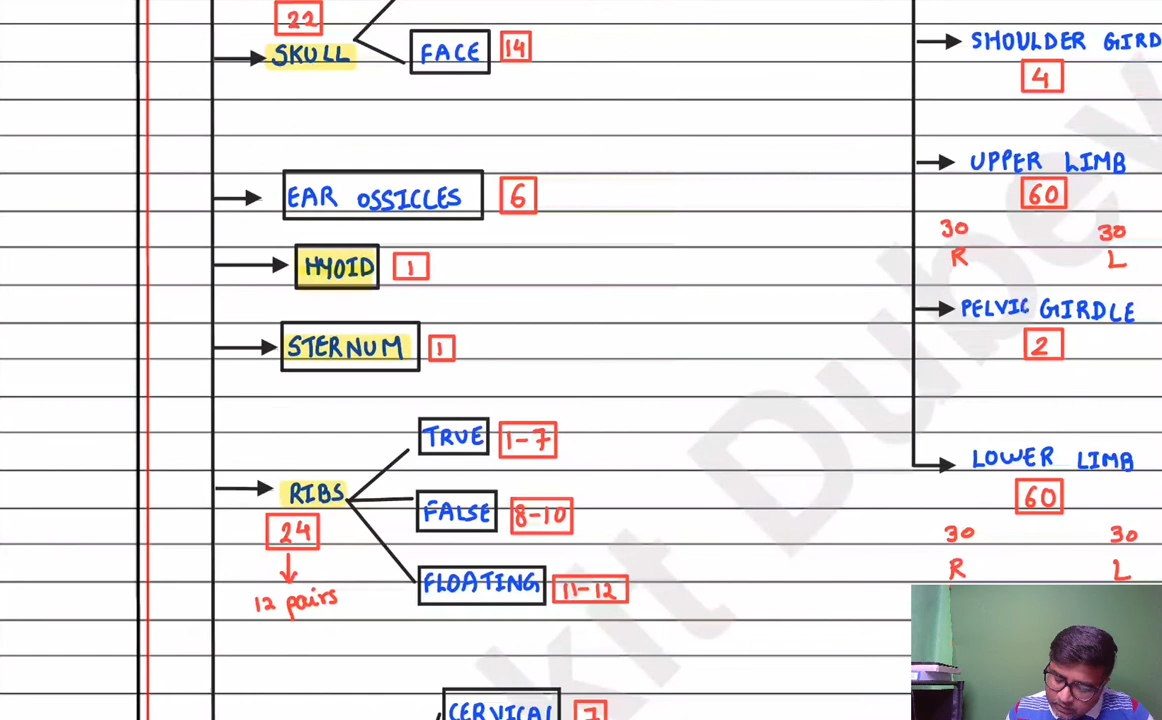 22
SKULL
FACE 14
EAR OSSICLES 6
HYOID 1
STERNUM 1
TRUE 1-7
RIBS
24
12 pairs
FALSE 8-10
FLOATING 11-12
CERVICAL 7
SHOULDER GIRD
4
UPPER LIMB
60
30 30
R L
PELVIC GIRDLE
2
LOWER LIMB
60
30 30
R L
kit Dubey